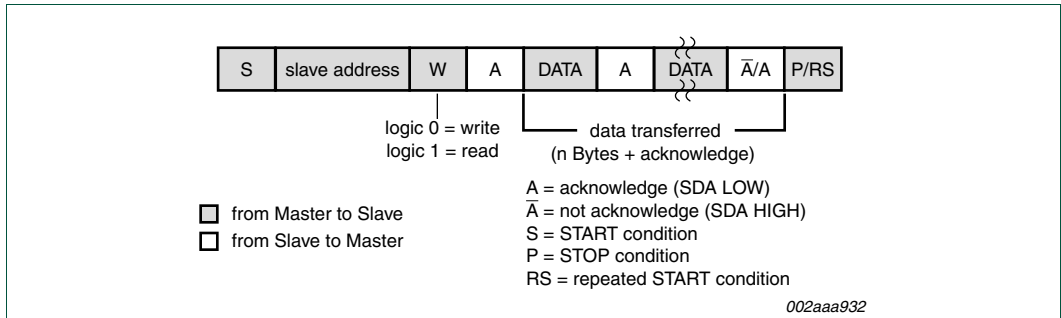 S slave address W A DATA A DATA A̅/A P/RS
logic 0 = write
logic 1 = read
data transferred
(n Bytes + acknowledge)
A = acknowledge (SDA LOW)
A̅ = not acknowledge (SDA HIGH)
S = START condition
P = STOP condition
RS = repeated START condition
from Master to Slave
from Slave to Master
002aaa932